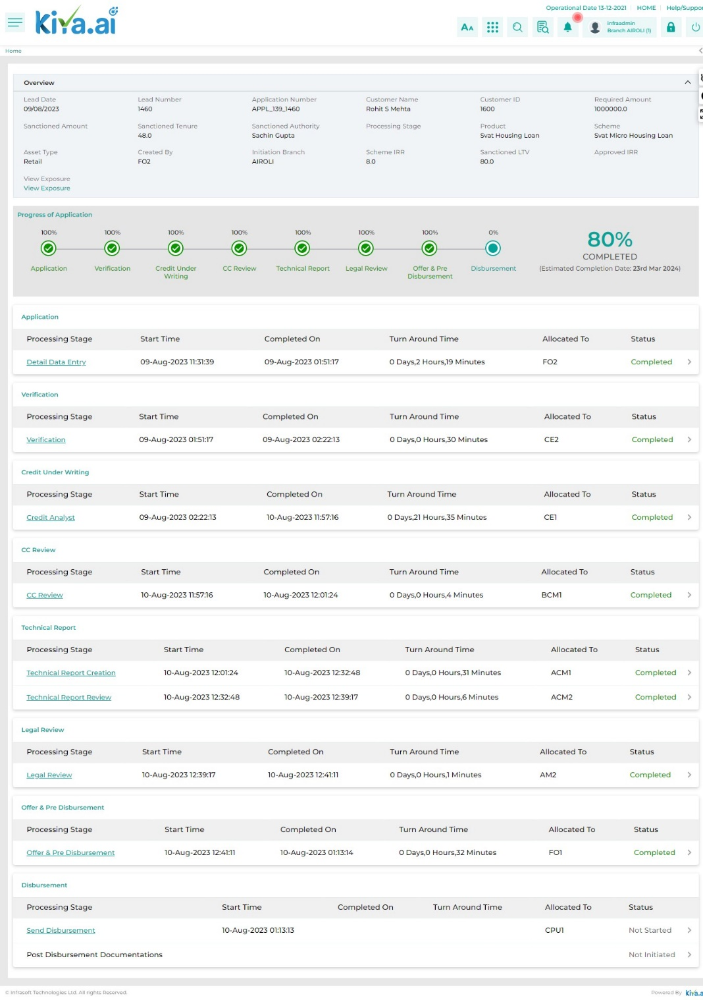 Operational Date 13-12-2021 HOME
Kiya.ai
AA infraadmin
Branch AIROLI (1)
Home
Overview
Lead Date Lead Number Application Number Customer Name Customer ID Required Amount
09/08/2023 1460 APPL_139_1460 Rohit S Mehta 1600 1000000.0
Sanctioned Amount Sanctioned Tenure Sanctioned Authority Processing Stage Product Scheme
48.0 Sachin Gupta Svat Housing Loan Svat Micro Housing Loan
Asset Type Created By Initiation Branch Scheme IRR Sanctioned LTV Approved IRR
Retail FO2 AIROLI 8.0 80.0
View Exposure
View Exposure
Progress of Application
100% 100% 100% 100% 100% 100% 100% 0%
80%
COMPLETED
(Estimated Completion Date: 23rd Mar 2024)
Application Verification Credit Under CC Review Technical Report Legal Review Offer & Pre Disbursement
Writing Disbursement
Application
Processing Stage Start Time Completed On Turn Around Time Allocated To Status
Detail Data Entry 09-Aug-2023 11:31:39 09-Aug-2023 01:51:17 0 Days,2 Hours,19 Minutes FO2 Completed
Verification
Processing Stage Start Time Completed On Turn Around Time Allocated To Status
Verification 09-Aug-2023 01:51:17 09-Aug-2023 02:22:13 0 Days,0 Hours,30 Minutes CE2 Completed
Credit Under Writing
Processing Stage Start Time Completed On Turn Around Time Allocated To Status
Credit Analyst 09-Aug-2023 02:22:13 10-Aug-2023 11:57:16 0 Days,21 Hours,35 Minutes CE1 Completed
CC Review
Processing Stage Start Time Completed On Turn Around Time Allocated To Status
CC Review 10-Aug-2023 11:57:16 10-Aug-2023 12:01:24 0 Days,0 Hours,4 Minutes BCM1 Completed
Technical Report
Processing Stage Start Time Completed On Turn Around Time Allocated To Status
Technical Report Creation 10-Aug-2023 12:01:24 10-Aug-2023 12:32:48 0 Days,0 Hours,31 Minutes ACM1 Completed
Technical Report Review 10-Aug-2023 12:32:48 10-Aug-2023 12:39:17 0 Days,0 Hours,6 Minutes ACM2 Completed
Legal Review
Processing Stage Start Time Completed On Turn Around Time Allocated To Status
Legal Review 10-Aug-2023 12:39:17 10-Aug-2023 12:41:11 0 Days,0 Hours,1 Minutes AM2 Completed
Offer & Pre Disbursement
Processing Stage Start Time Completed On Turn Around Time Allocated To Status
Offer & Pre Disbursement 10-Aug-2023 12:41:11 10-Aug-2023 01:13:14 0 Days,0 Hours,32 Minutes FO1 Completed
Disbursement
Processing Stage Start Time Completed On Turn Around Time Allocated To Status
Send Disbursement 10-Aug-2023 01:13:13 CPU1 Not Started
Post Disbursement Documentations Not Initiated
© Infrasoft Technologies Ltd. All rights Reserved. Powered By